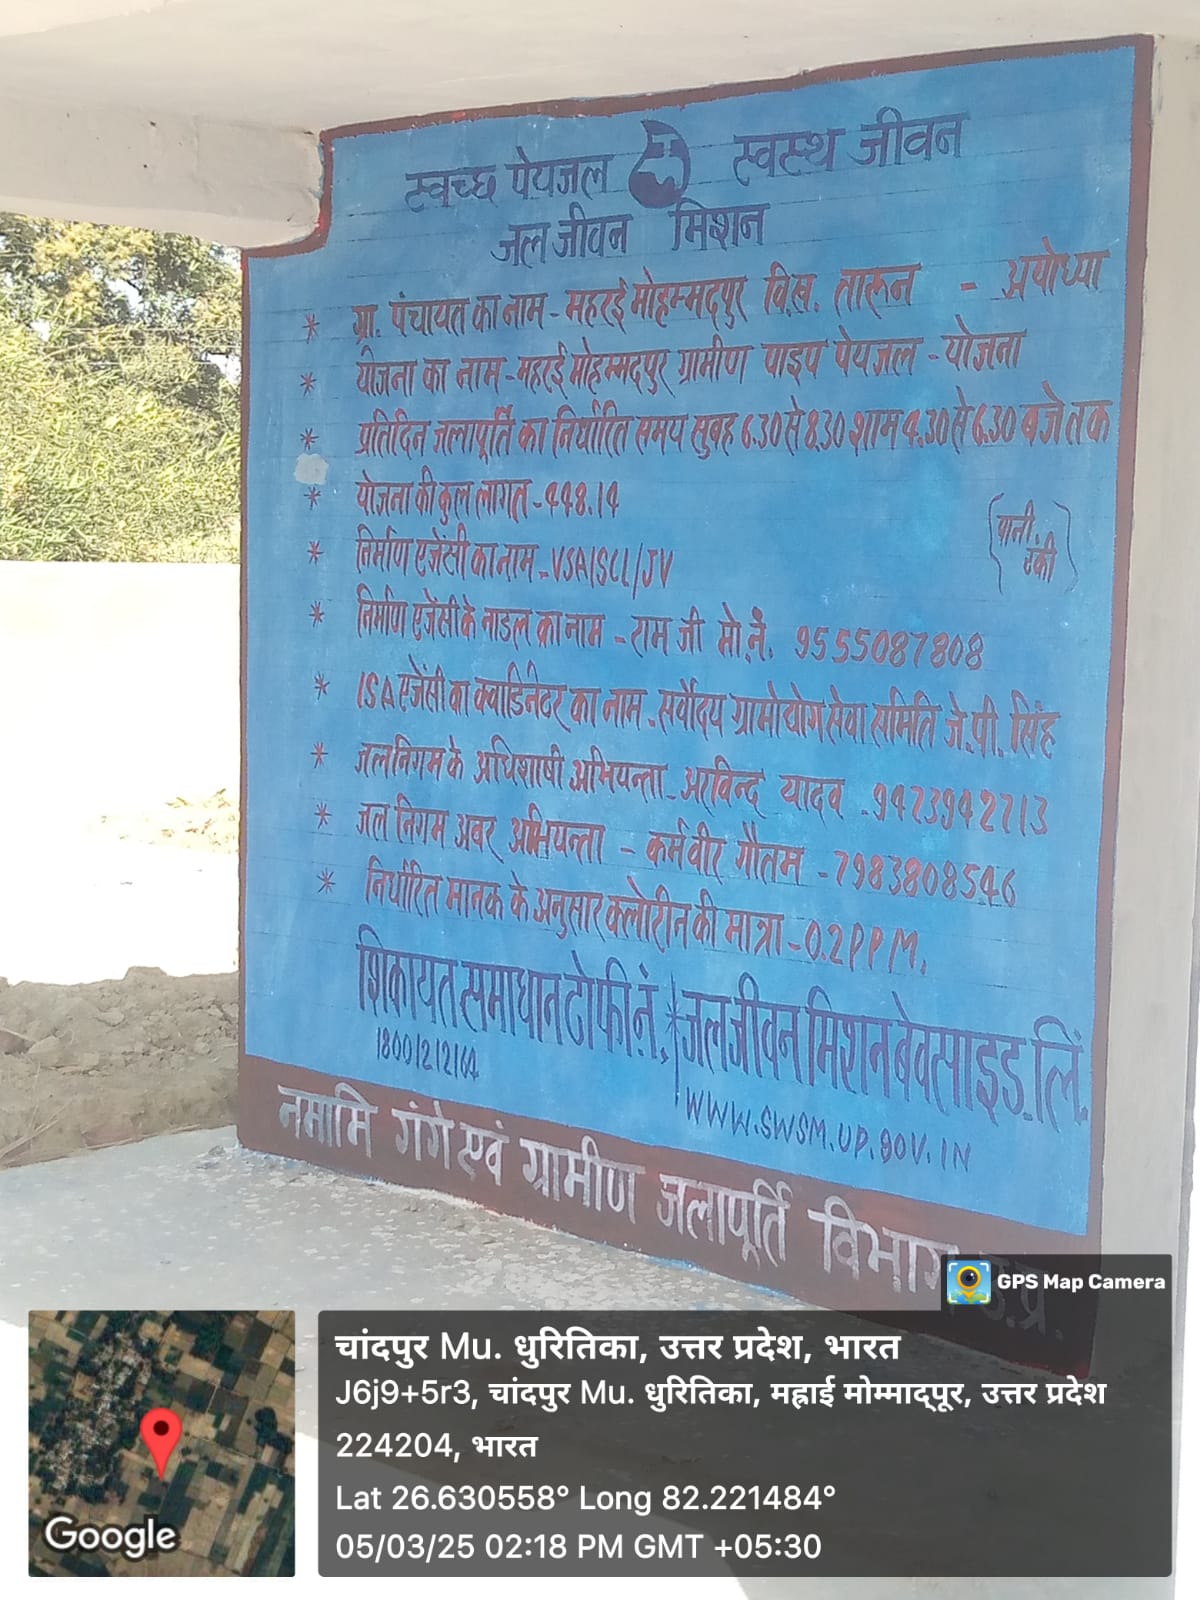 स्वच्छ पेयजल स्वस्थ जीवन
जल जीवन मिशन
* ग्रा. पंचायत का नाम - महरई मोहम्मदपुर वि.ख. तारून - अयोध्या
* योजना का नाम - महरई मोहम्मदपुर ग्रामीण पाइप पेयजल - योजना
* प्रतिदिन जलापूर्ति का निर्धारित समय सुबह 6.30 से 8.30 शाम 4.30 से 6.30 बजे तक
* योजना की कुल लागत - 448.14
(पानी. टंकी)
* निर्माण एजेंसी का नाम - VSA/SCL/JV
* निर्माण एजेंसी के नोडल का नाम - राम जी मो.नं. 9555087808
* ISA एजेंसी का क्वाडिनेटर का नाम - सर्वोदय ग्रामोद्योग सेवा समिति जे.पी. सिंह
* जल निगम के अधिशाषी अभियन्ता - अरविन्द यादव - 9473942713
* जल निगम अवर अभियन्ता - कर्मवीर गौतम - 7983808546
* निर्धारित मानक के अनुसार क्लोरीन की मात्रा - 0.2 PPM.
शिकायत समाधान टोफ्री नं. * जल जीवन मिशन वेवसाइड. लिं.
18001212164
WWW.SWSM.UP.GOV.IN
नमामि गंगे एवं ग्रामीण जलापूर्ति विभाग उ.प्र.
GPS Map Camera
चांदपुर Mu. धुरितिका, उत्तर प्रदेश, भारत
J6j9+5r3, चांदपुर Mu. धुरितिका, मह्राई मोम्माद्पूर, उत्तर प्रदेश
224204, भारत
Lat 26.630558° Long 82.221484°
05/03/25 02:18 PM GMT +05:30
Google